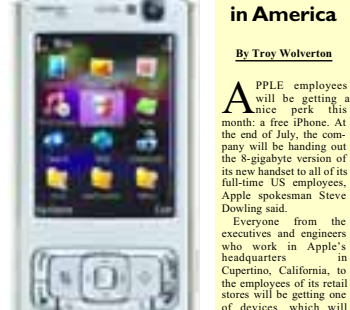 in America
By Troy Wolverton
APPLE employees
will be getting a
nice perk this
month: a free iPhone. At
the end of July, the com-
pany will be handing out
the 8-gigabyte version of
its new handset to all of its
full-time US employees,
Apple spokesman Steve
Dowling said.
Everyone from the
executives and engineers
who work in Apple's
headquarters in
Cupertino, California, to
the employees of its retail
stores will be getting one
of devices, which will